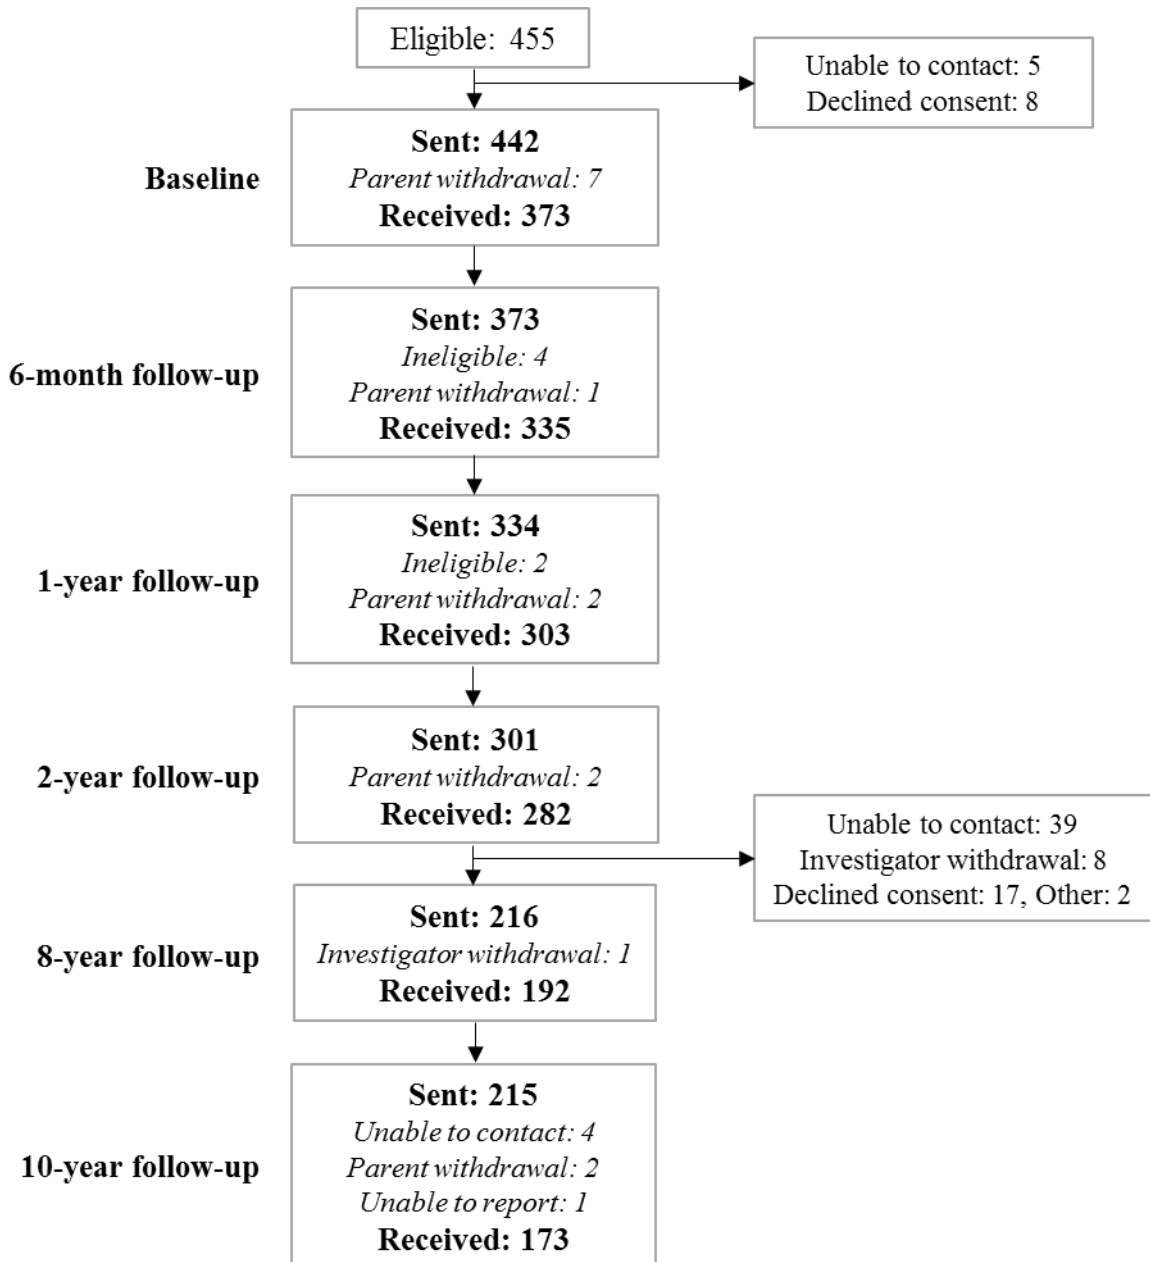 Eligible: 455
Unable to contact: 5
Declined consent: 8
Baseline
Sent: 442
Parent withdrawal: 7
Received: 373
6-month follow-up
Sent: 373
Ineligible: 4
Parent withdrawal: 1
Received: 335
1-year follow-up
Sent: 334
Ineligible: 2
Parent withdrawal: 2
Received: 303
2-year follow-up
Sent: 301
Parent withdrawal: 2
Received: 282
Unable to contact: 39
Investigator withdrawal: 8
Declined consent: 17, Other: 2
8-year follow-up
Sent: 216
Investigator withdrawal: 1
Received: 192
10-year follow-up
Sent: 215
Unable to contact: 4
Parent withdrawal: 2
Unable to report: 1
Received: 173